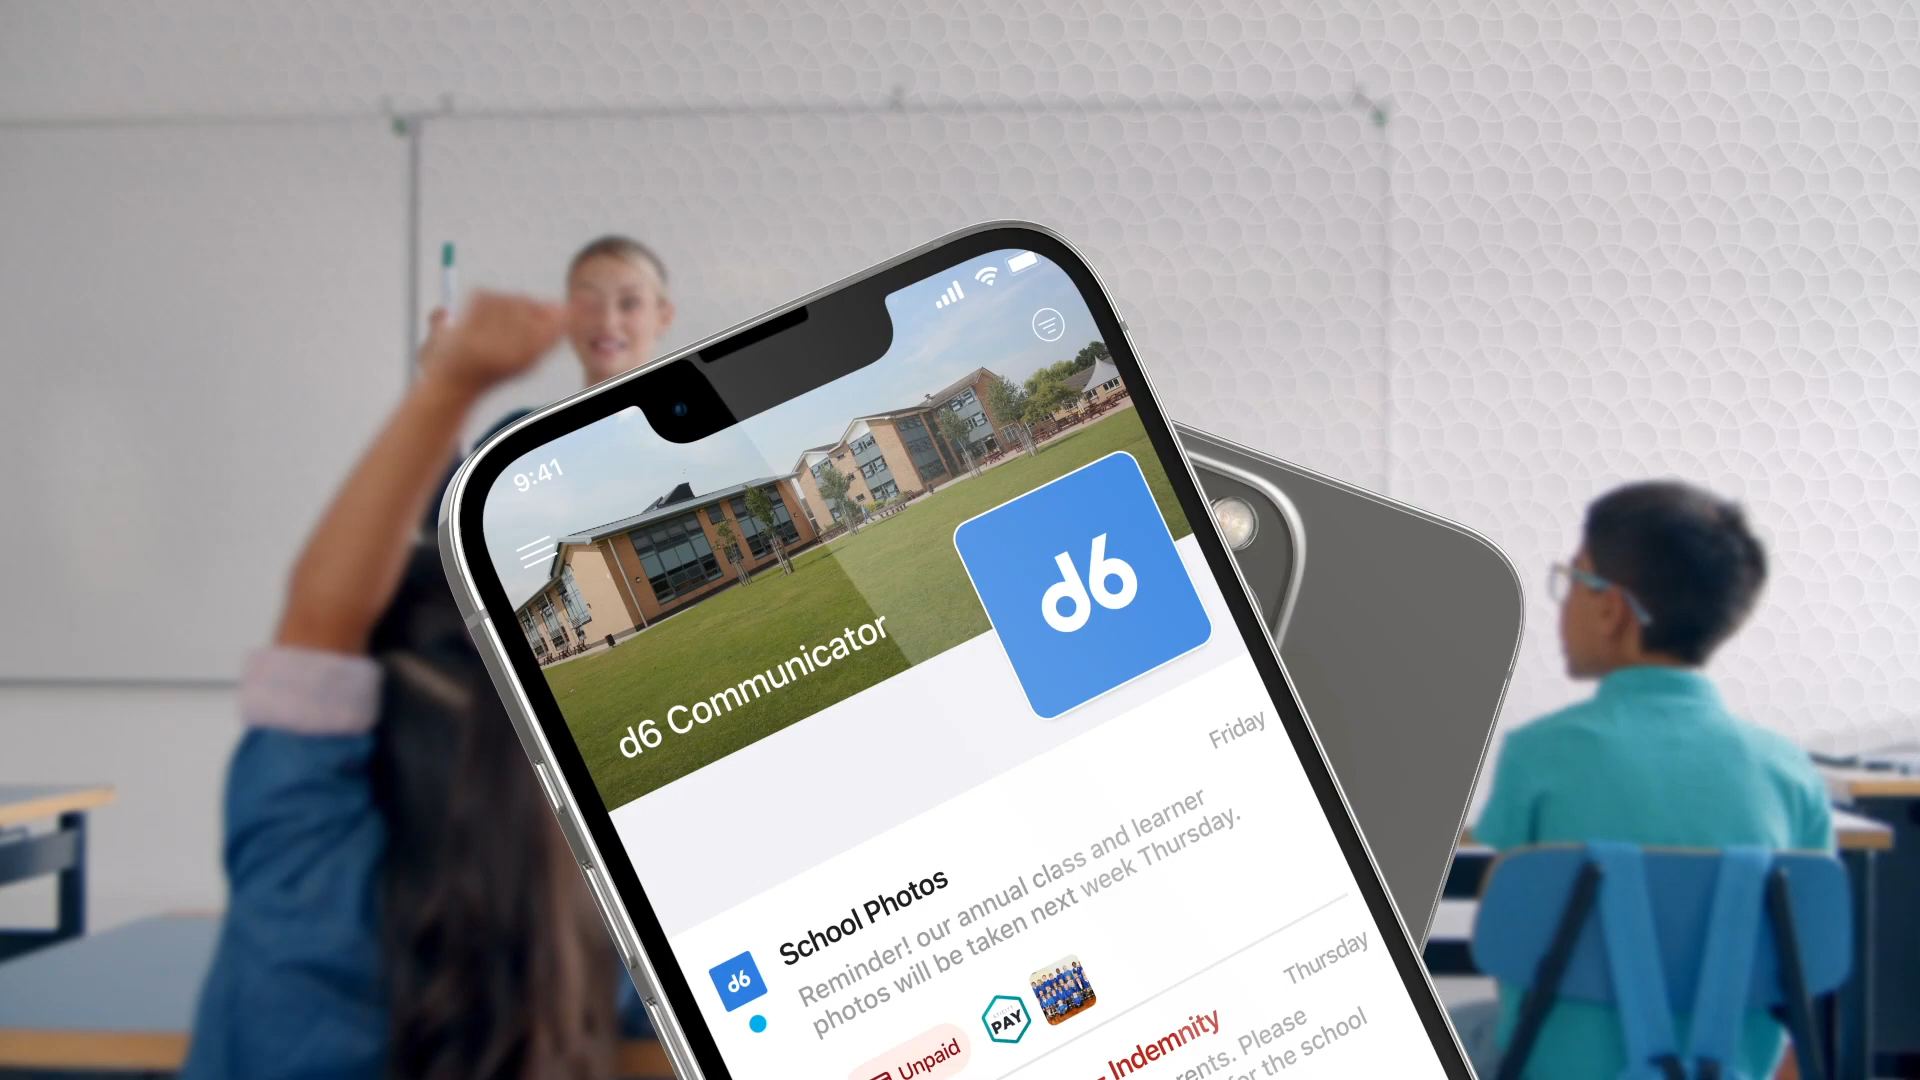 9:41
d6 Communicator
d6
Friday
School Photos
Reminder! our annual class and learner
photos will be taken next week Thursday.
d6
PAY
Unpaid
Thursday
- Indemnity
rents. Please
for the school